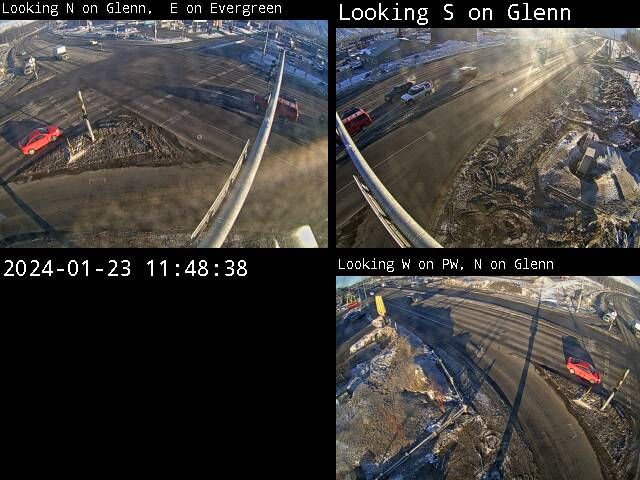 Looking N on Glenn,  E on Evergreen
Looking S on Glenn
2024-01-23 11:48:38
Looking W on PW, N on Glenn